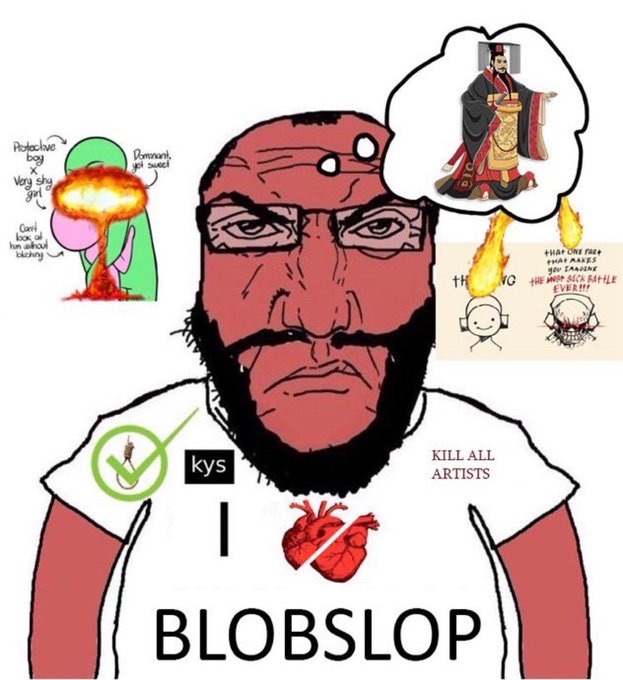 Protective
boy
X
Very shy
girl
Dominant,
yet sweet
Can't
look at
him without
blushing
THAT ONE PART
THAT MAKES
YOU IMAGINE
THE MOST SICK BATTLE
EVER!!!
kys
KILL ALL
ARTISTS
I
BLOBSLOP